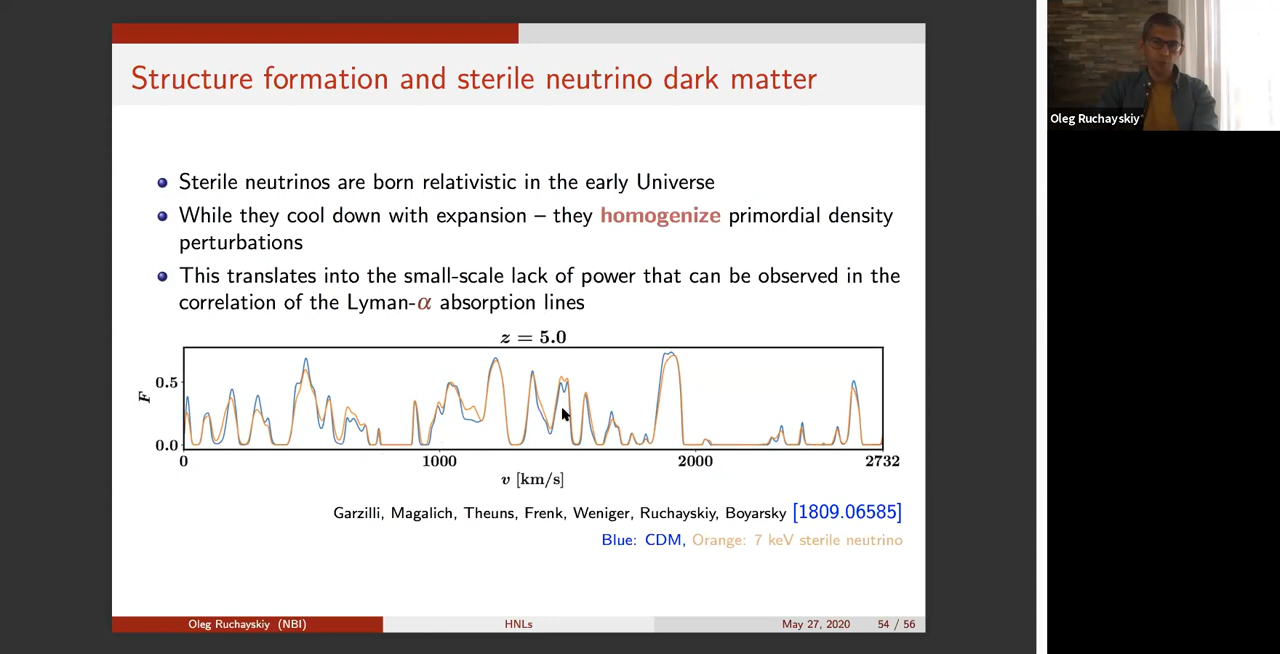 Structure formation and sterile neutrino dark matter
Sterile neutrinos are born relativistic in the early Universe
While they cool down with expansion – they homogenize primordial density
perturbations
This translates into the small-scale lack of power that can be observed in the
correlation of the Lyman-α absorption lines
z = 5.0
0.5
F
0.0
0 1000 2000 2732
v [km/s]
Garzilli, Magalich, Theuns, Frenk, Weniger, Ruchayskiy, Boyarsky [1809.06585]
Blue: CDM, Orange: 7 keV sterile neutrino
Oleg Ruchayskiy (NBI) HNLs May 27, 2020 54 / 56
Oleg Ruchayskiy